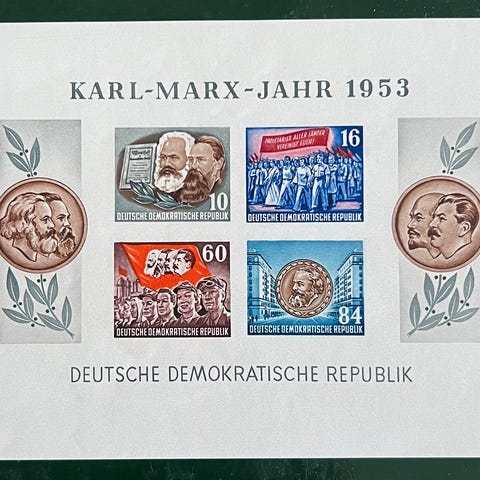 KARL-MARX-JAHR 1953
10
DEUTSCHE DEMOKRATISCHE REPUBLIK
PROLETARIER ALLER LÄNDER
VEREINIGT EUCH!
16
DEUTSCHE DEMOKRATISCHE REPUBLIK
60
DEUTSCHE DEMOKRATISCHE REPUBLIK
84
DEUTSCHE DEMOKRATISCHE REPUBLIK
DEUTSCHE DEMOKRATISCHE REPUBLIK